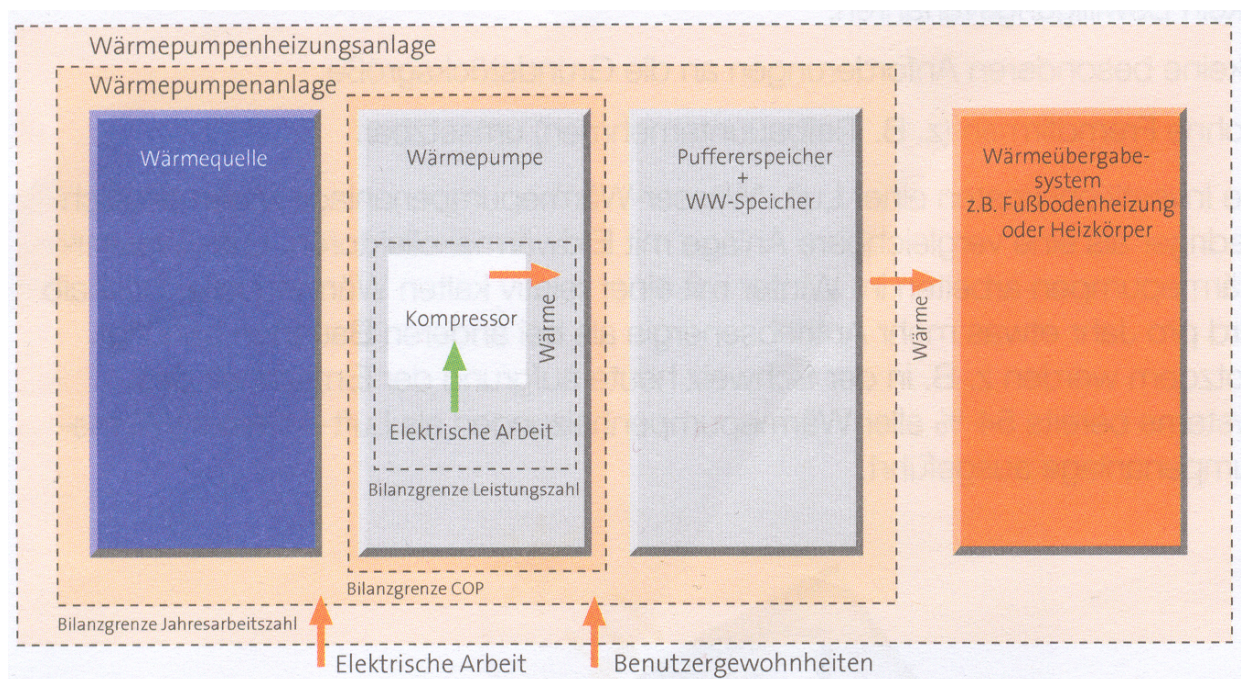 Wärmepumpenheizungsanlage
Wärmepumpenanlage
Wärmequelle
Wärmepumpe
Kompressor
Wärme
Elektrische Arbeit
Bilanzgrenze Leistungszahl
Puffererspeicher
+
WW-Speicher
Wärme
Wärmeübergabe-
system
z.B. Fußbodenheizung
oder Heizkörper
Bilanzgrenze COP
Bilanzgrenze Jahresarbeitszahl
Elektrische Arbeit
Benutzergewohnheiten